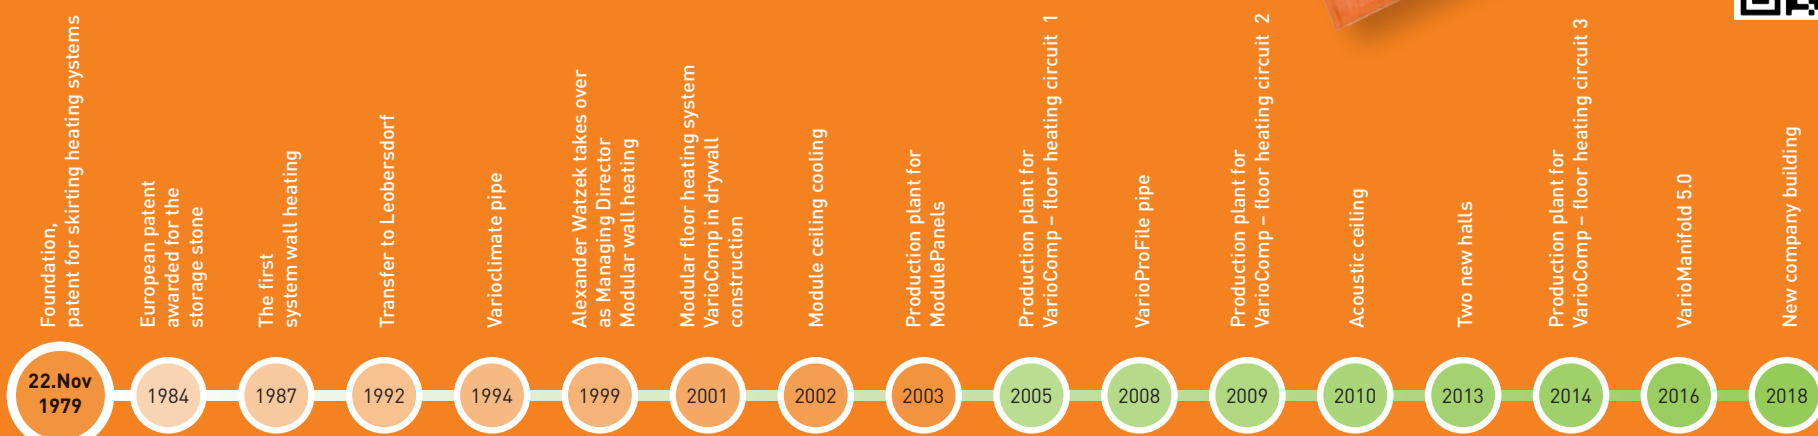 Foundation,
patent for skirting heating systems
22.Nov
1979
European patent
awarded for the
storage stone
1984
The first
system wall heating
1987
Transfer to Leobersdorf
1992
Varioclimate pipe
1994
Alexander Watzek takes over
as Managing Director
Modular wall heating
1999
Modular floor heating system
VarioComp in drywall
construction
2001
Module ceiling cooling
2002
Production plant for
ModulePanels
2003
Production plant for
VarioComp – floor heating circuit 1
2005
VarioProFile pipe
2008
Production plant for
VarioComp – floor heating circuit 2
2009
Acoustic ceiling
2010
Two new halls
2013
Production plant for
VarioComp – floor heating circuit 3
2014
VarioManifold 5.0
2016
New company building
2018